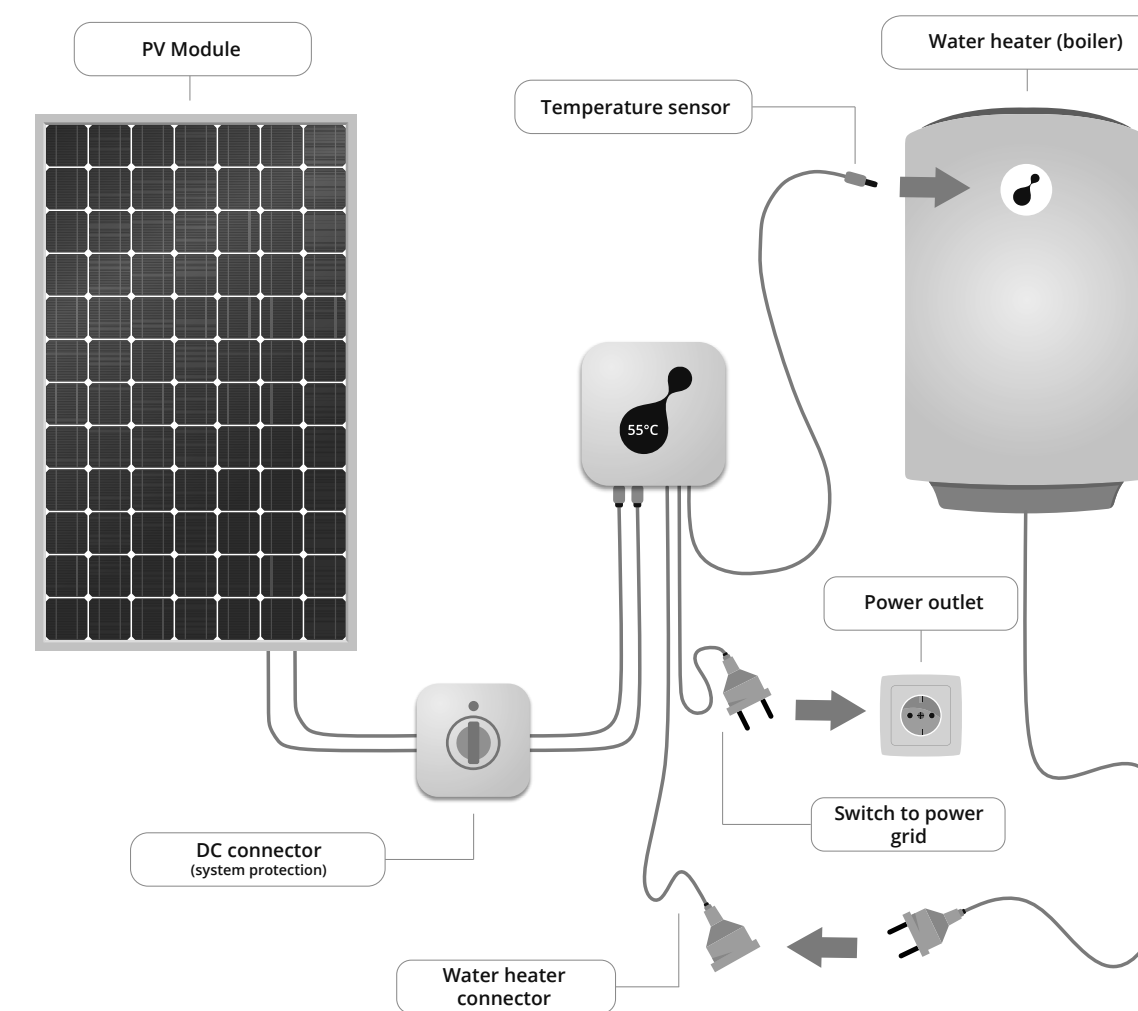 PV Module
Water heater (boiler)
Temperature sensor
55°C
Power outlet
Switch to power
grid
DC connector
(system protection)
Water heater
connector